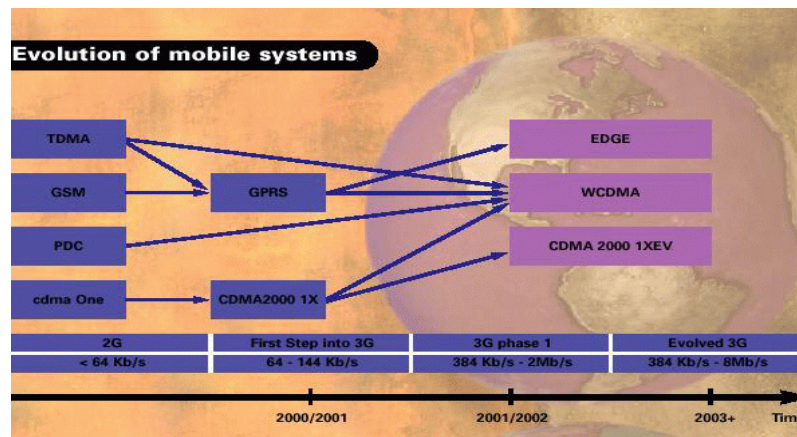 Evolution of mobile systems
TDMA
EDGE
GSM
GPRS
WCDMA
PDC
CDMA 2000 1XEV
cdma One
CDMA2000 1X
2G
First Step into 3G
3G phase 1
Evolved 3G
< 64 Kb/s
64 - 144 Kb/s
384 Kb/s - 2Mb/s
384 Kb/s - 8Mb/s
2000/2001
2001/2002
2003+
Tim